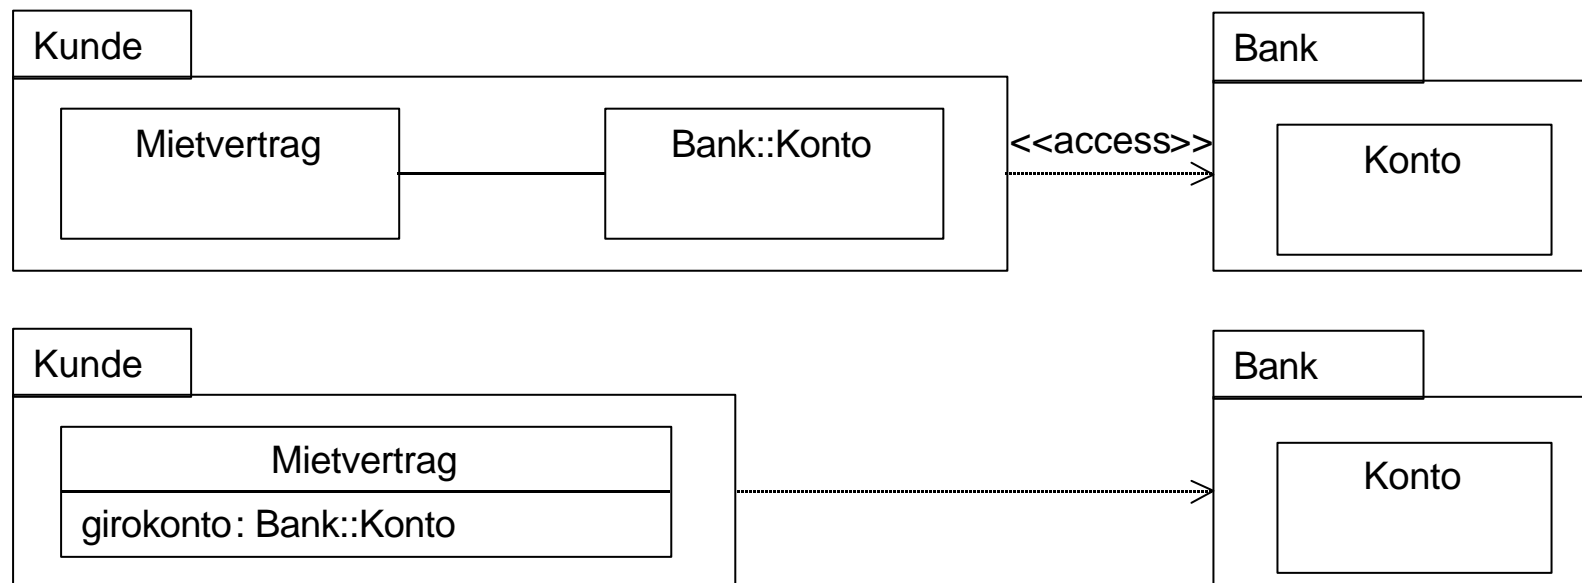 Kunde
Bank
Mietvertrag
Bank::Konto
<<access>>
Konto
Kunde
Bank
Mietvertrag
girokonto: Bank::Konto
Konto